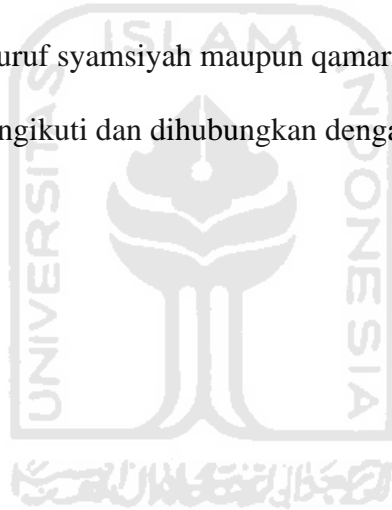 uruf syamsiyah maupun qamar
ngikuti dan dihubungkan denga
ISLAM
UNIVERSITAS
INDONESIA